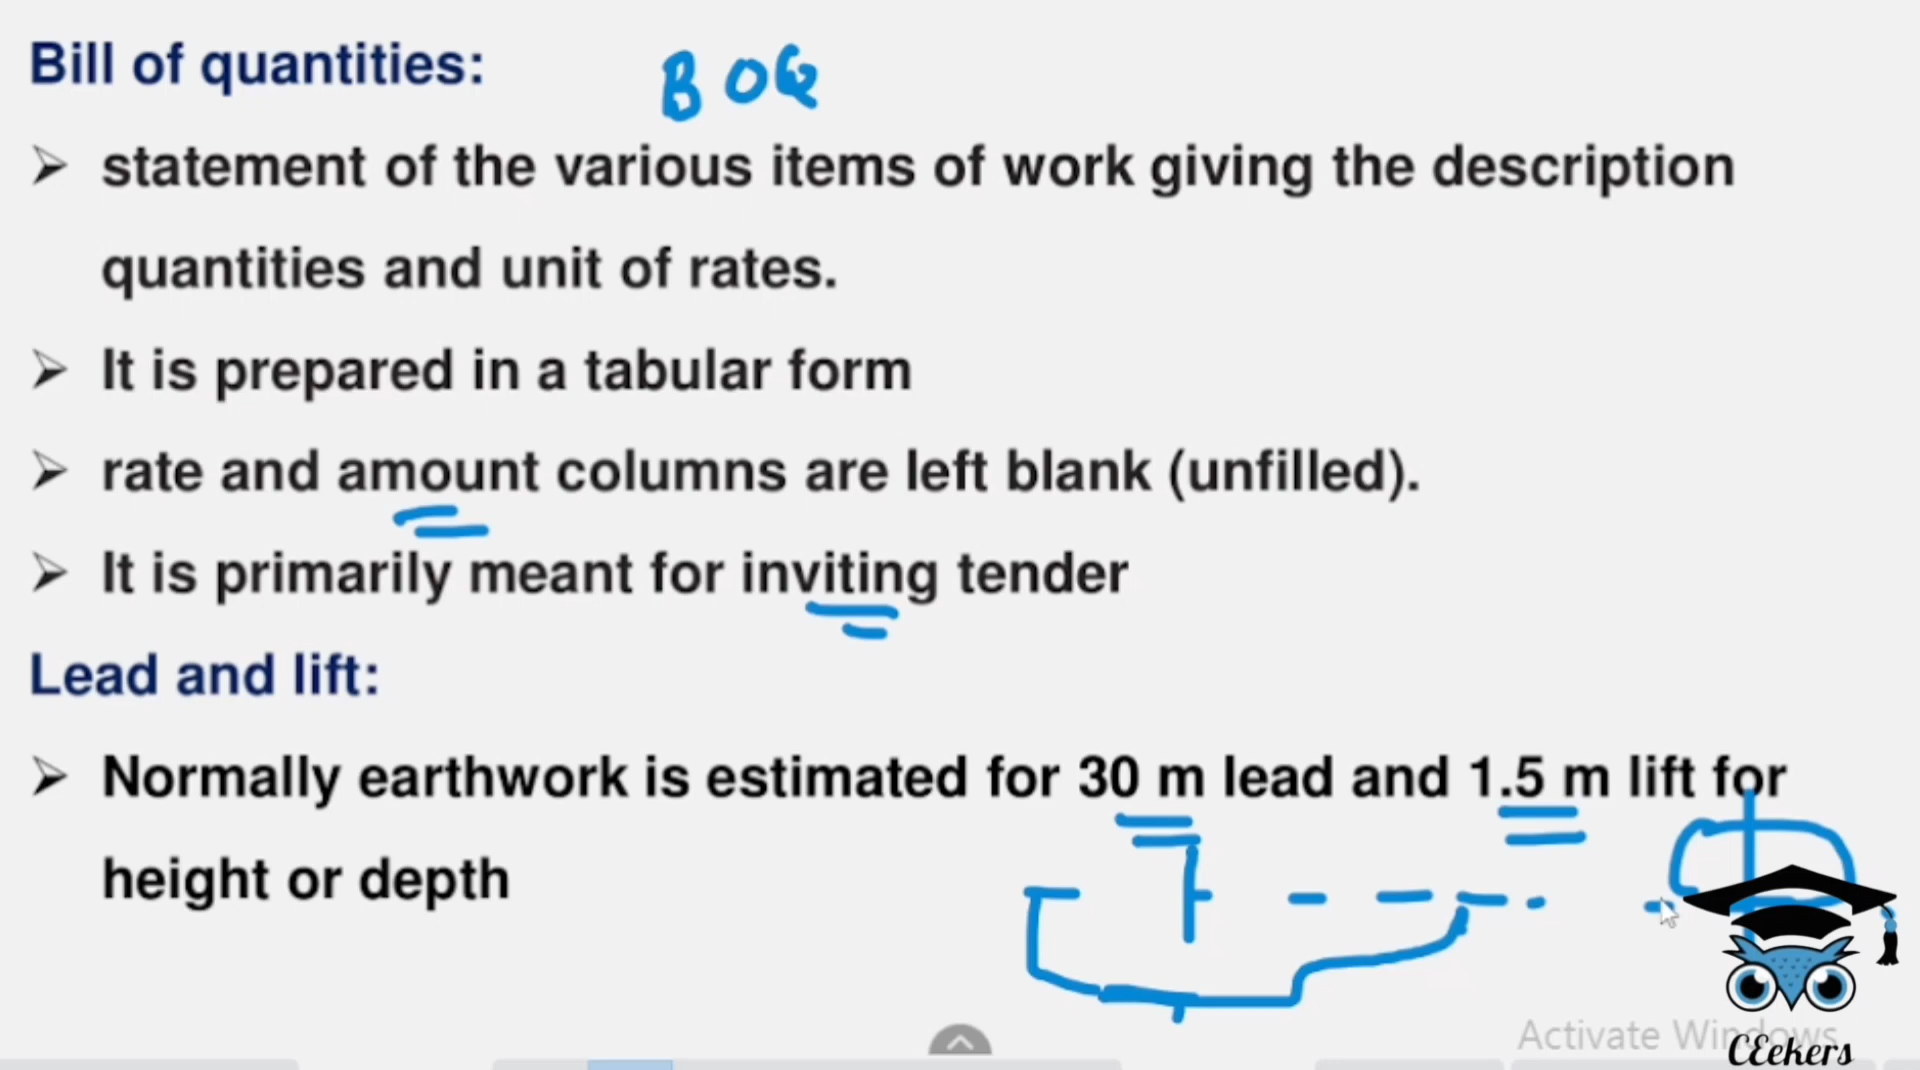 Bill of quantities:
BOQ
➢ statement of the various items of work giving the description
quantities and unit of rates.
➢ It is prepared in a tabular form
➢ rate and amount columns are left blank (unfilled).
➢ It is primarily meant for inviting tender
Lead and lift:
➢ Normally earthwork is estimated for 30 m lead and 1.5 m lift for
height or depth
Activate Windows
CEekers